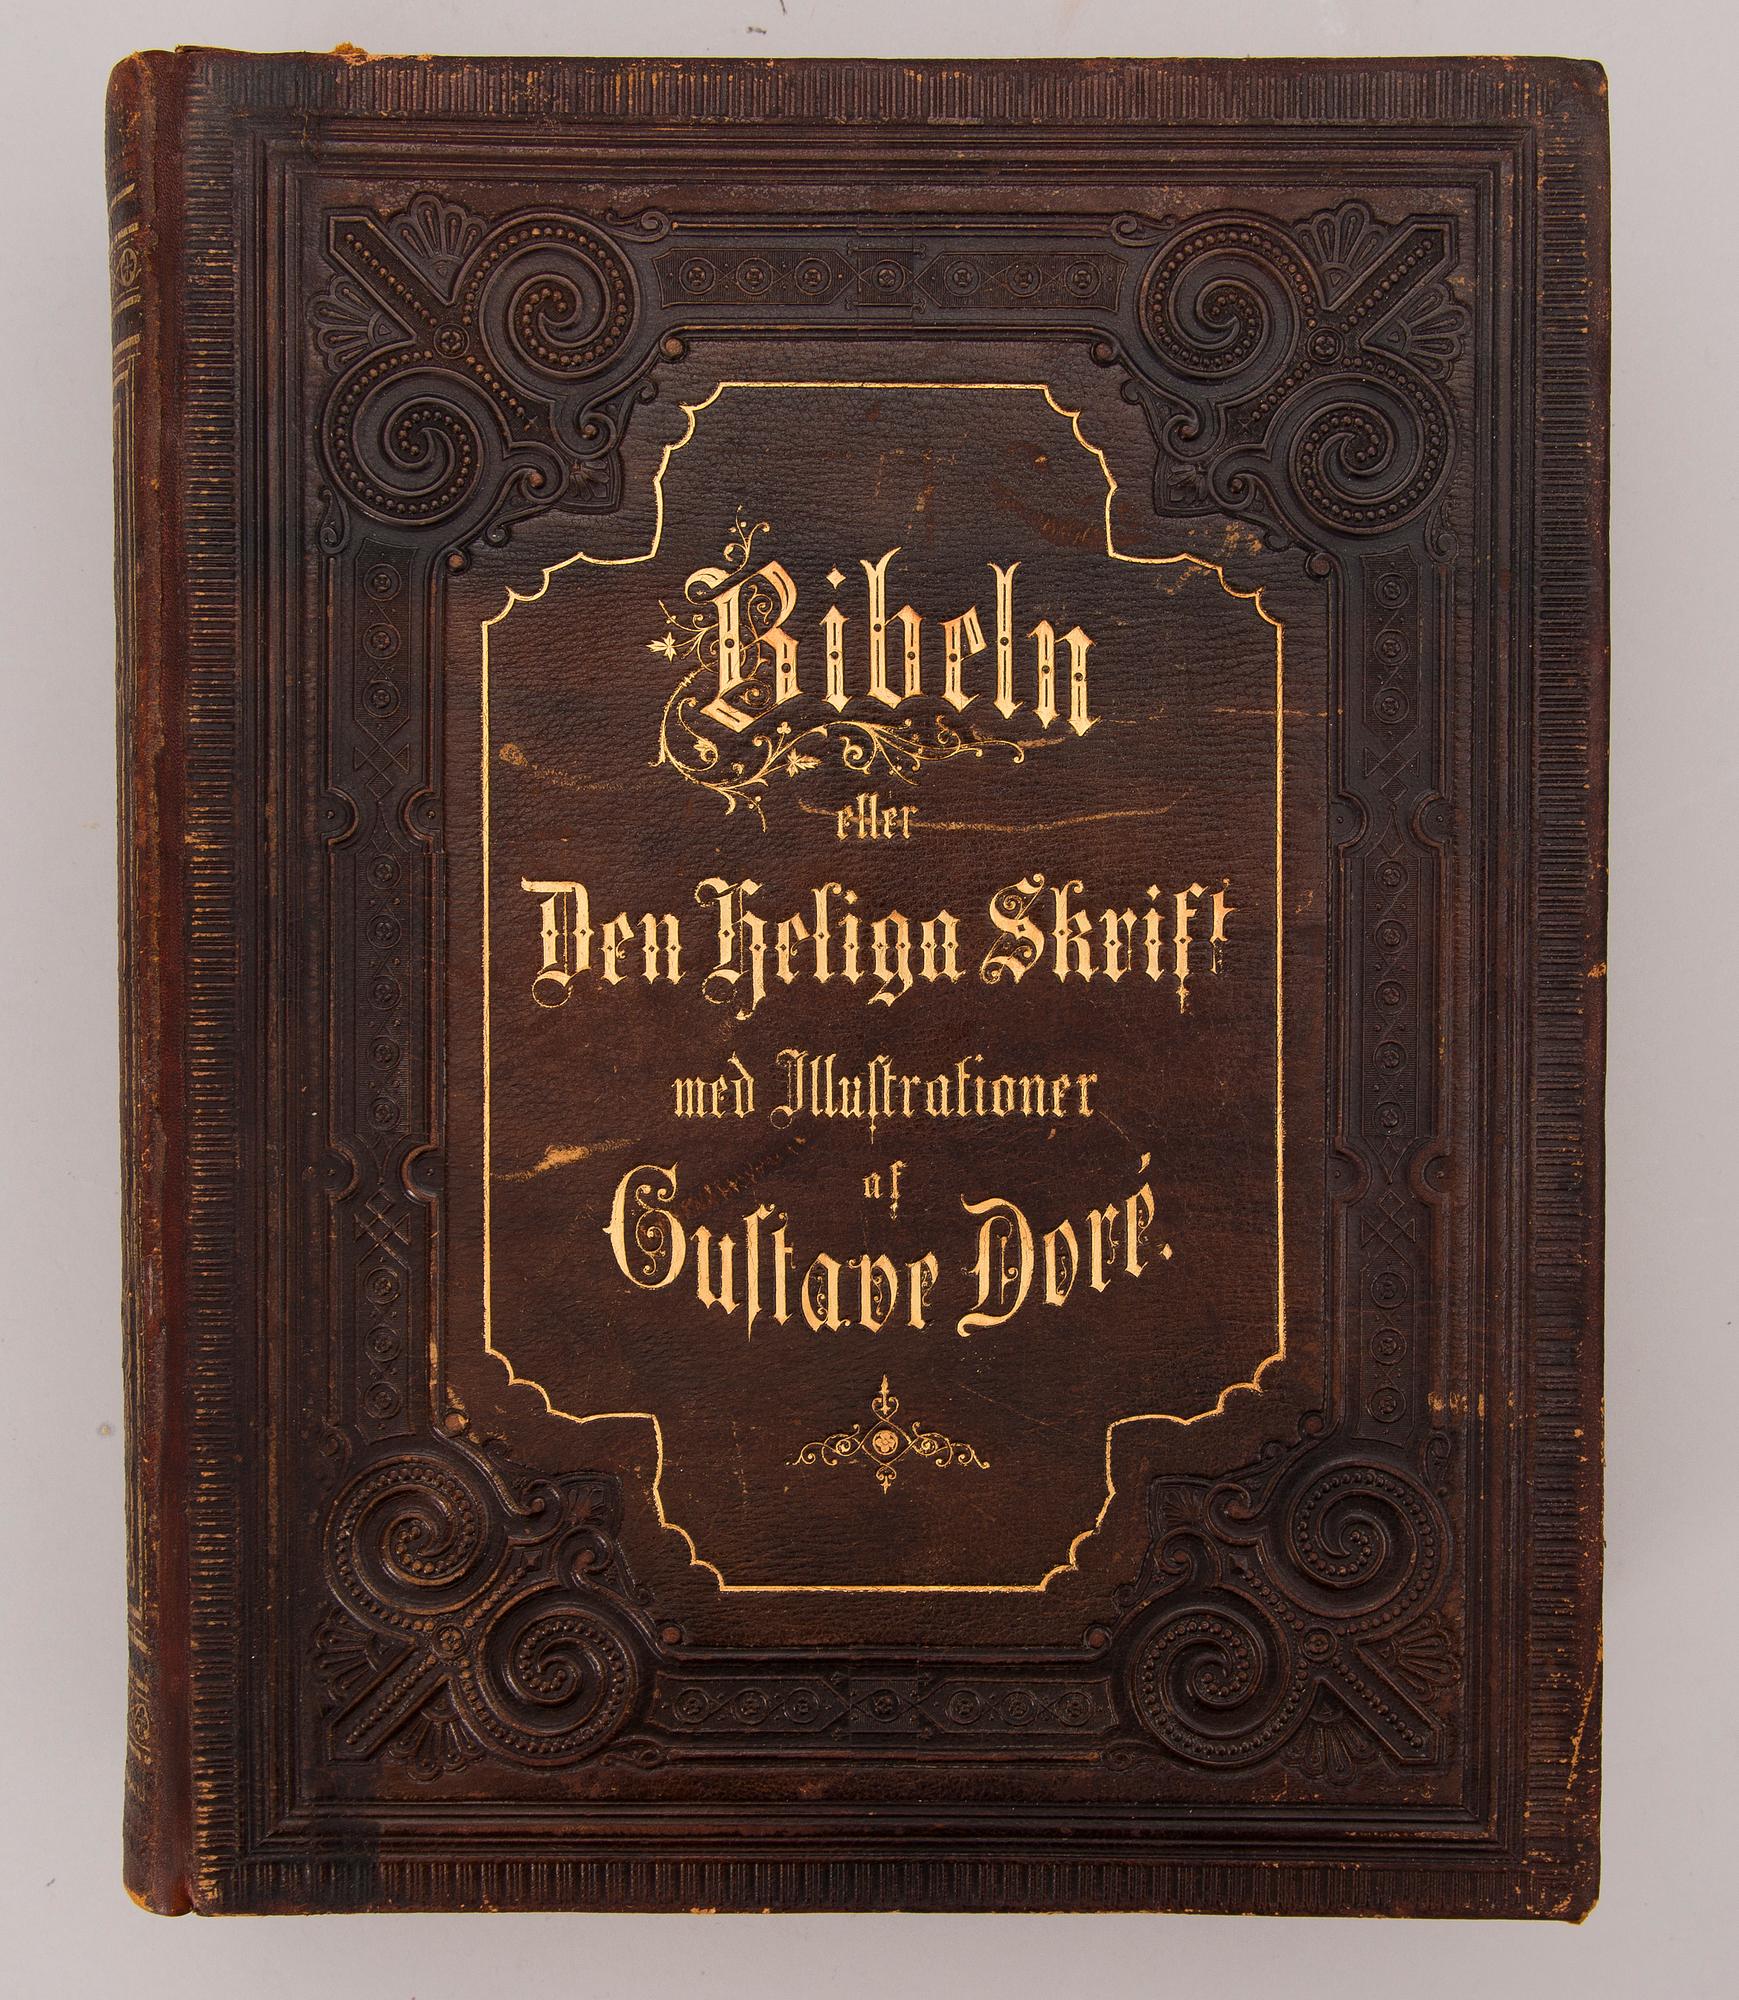 Bibeln
eller
Den Heliga Skrift
med Illustrationer
af
Gustave Doré.